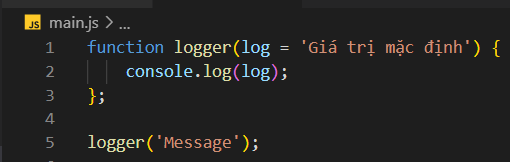 JS main.js > ...
1 function logger(log = 'Giá trị mặc định') {
2 console.log(log);
3 };
4
5 logger('Message');